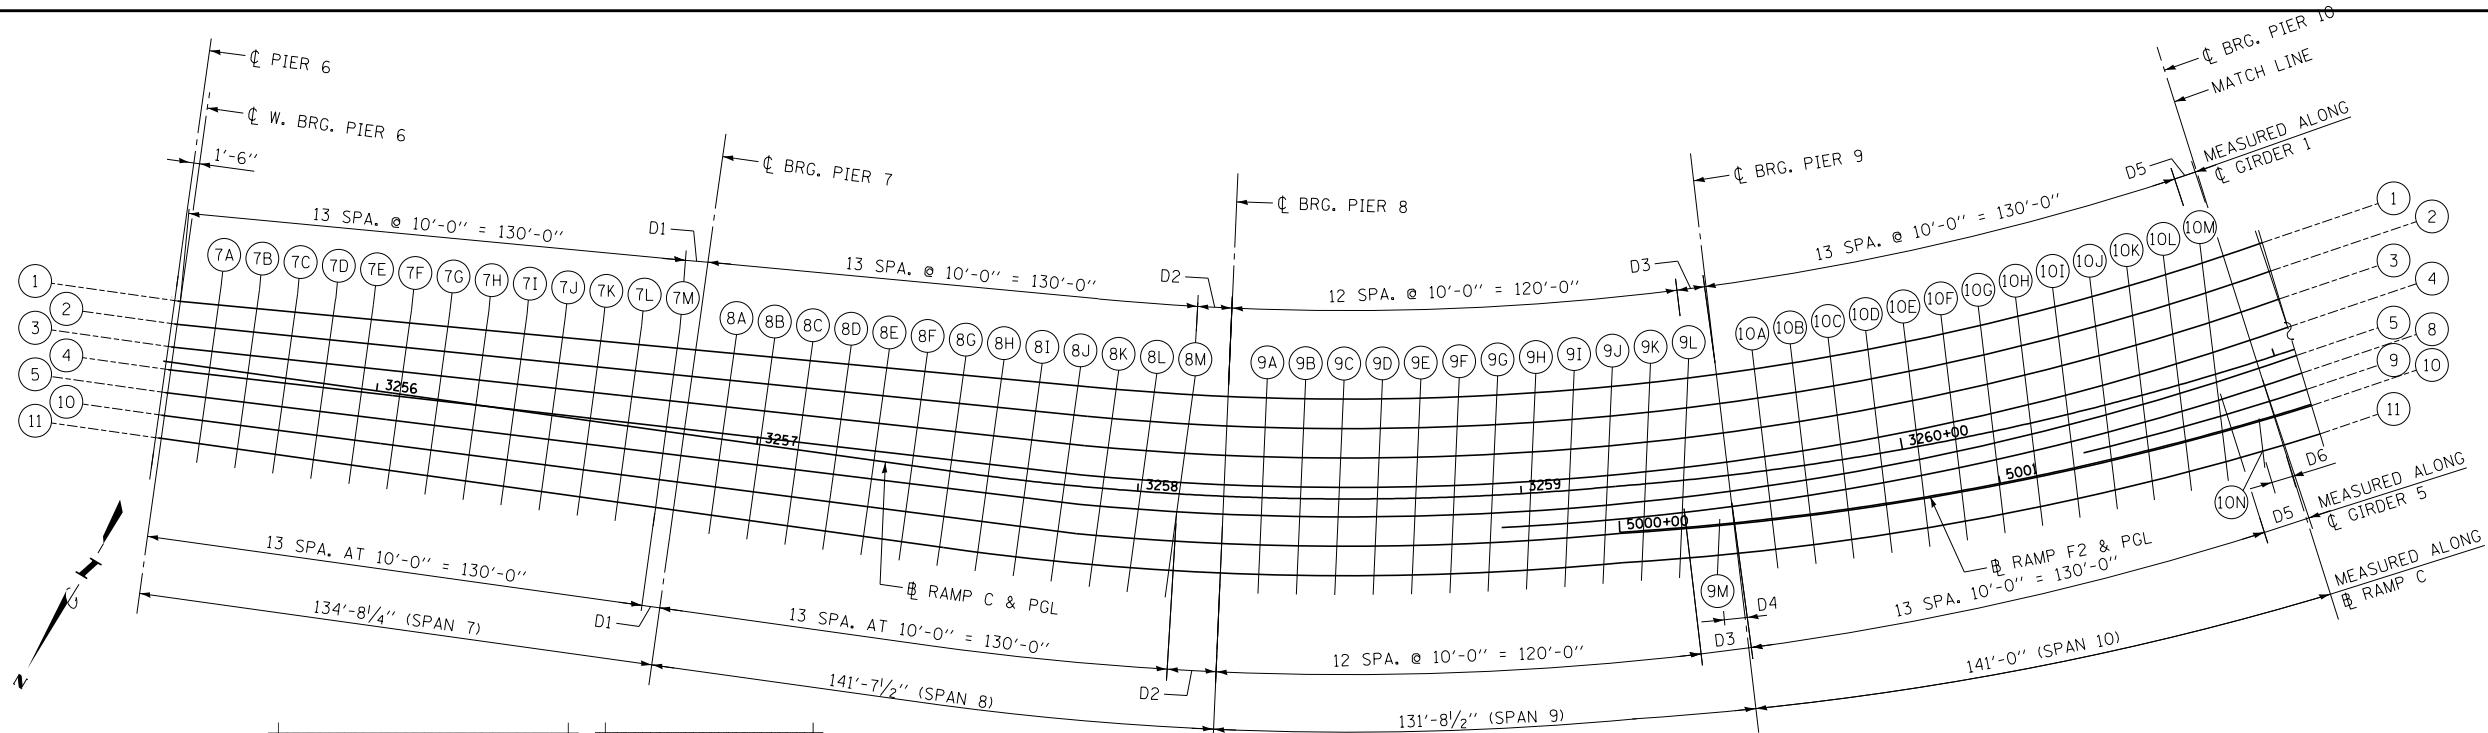 ℄ PIER 6
℄ W. BRG. PIER 6
1'-6''
℄ BRG. PIER 7
℄ BRG. PIER 8
℄ BRG. PIER 9
℄ BRG. PIER 10
MATCH LINE
MEASURED ALONG
℄ GIRDER 1
13 SPA. @ 10'-0'' = 130'-0''
D1
13 SPA. @ 10'-0'' = 130'-0''
D2
12 SPA. @ 10'-0'' = 120'-0''
D3
13 SPA. @ 10'-0'' = 130'-0''
D5
7A 7B 7C 7D 7E 7F 7G 7H 7I 7J 7K 7L 7M
8A 8B 8C 8D 8E 8F 8G 8H 8I 8J 8K 8L 8M
9A 9B 9C 9D 9E 9F 9G 9H 9I 9J 9K 9L
10A 10B 10C 10D 10E 10F 10G 10H 10I 10J 10K 10L 10M
1
2
3
4
5
10
11
1
2
3
4
5
8
9
10
11
3256
3257
3258
3259
3260+00
5000+00
5001
9M
10N
D6
D5
MEASURED ALONG
℄ GIRDER 5
MEASURED ALONG
B̵L RAMP C
B̵L RAMP C & PGL
B̵L RAMP F2 & PGL
13 SPA. AT 10'-0'' = 130'-0''
D1
13 SPA. AT 10'-0'' = 130'-0''
D2
12 SPA. @ 10'-0'' = 120'-0''
D3
D4
13 SPA. 10'-0'' = 130'-0''
134'-8¼'' (SPAN 7)
141'-7½'' (SPAN 8)
131'-8½'' (SPAN 9)
141'-0'' (SPAN 10)
N